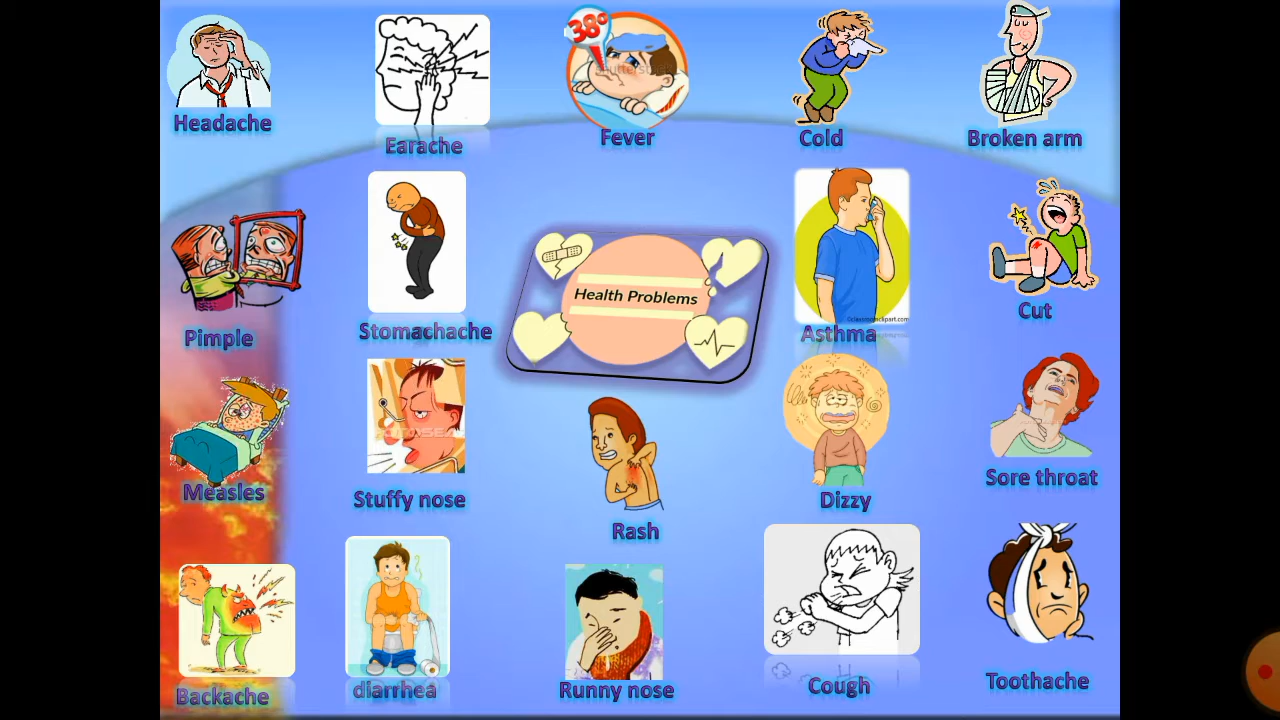 Headache
Earache
38°
Fever
Cold
Broken arm
Pimple
Stomachache
Health Problems
Asthma
Cut
Measles
Stuffy nose
Rash
Dizzy
Sore throat
Backache
diarrhea
Runny nose
Cough
Toothache